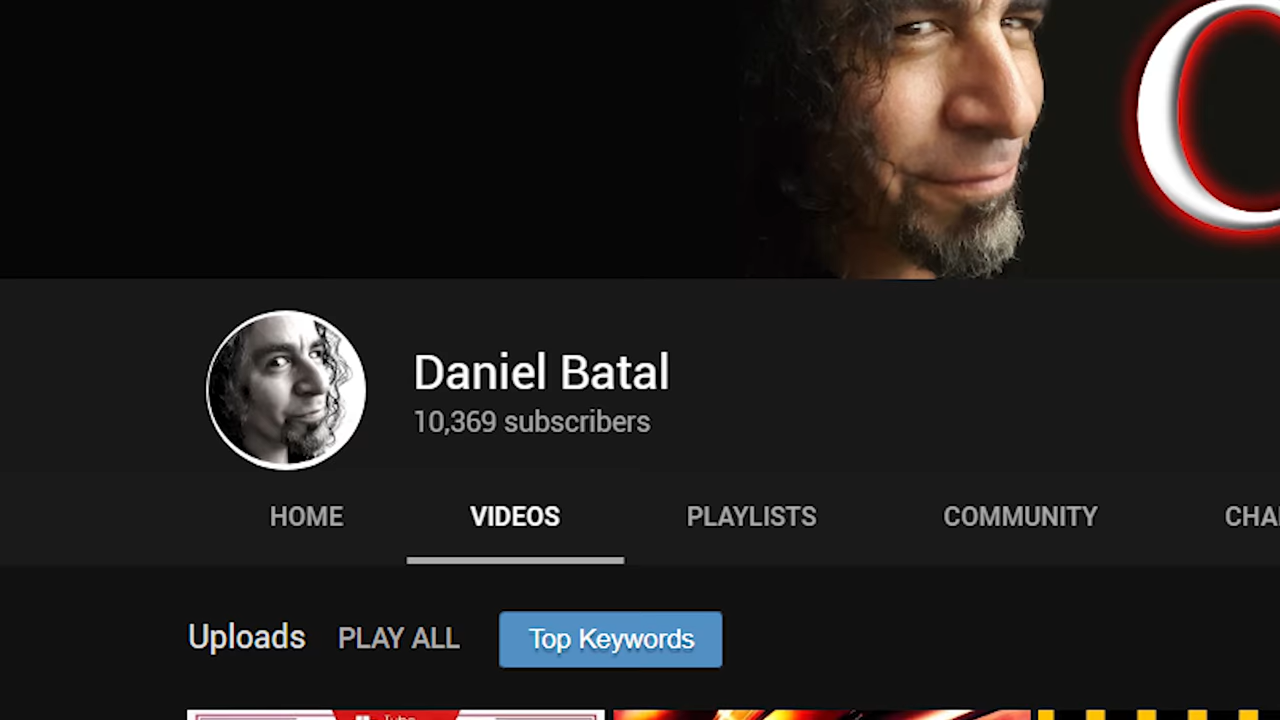 Daniel Batal
10,369 subscribers
HOME VIDEOS PLAYLISTS COMMUNITY
Uploads PLAY ALL Top Keywords